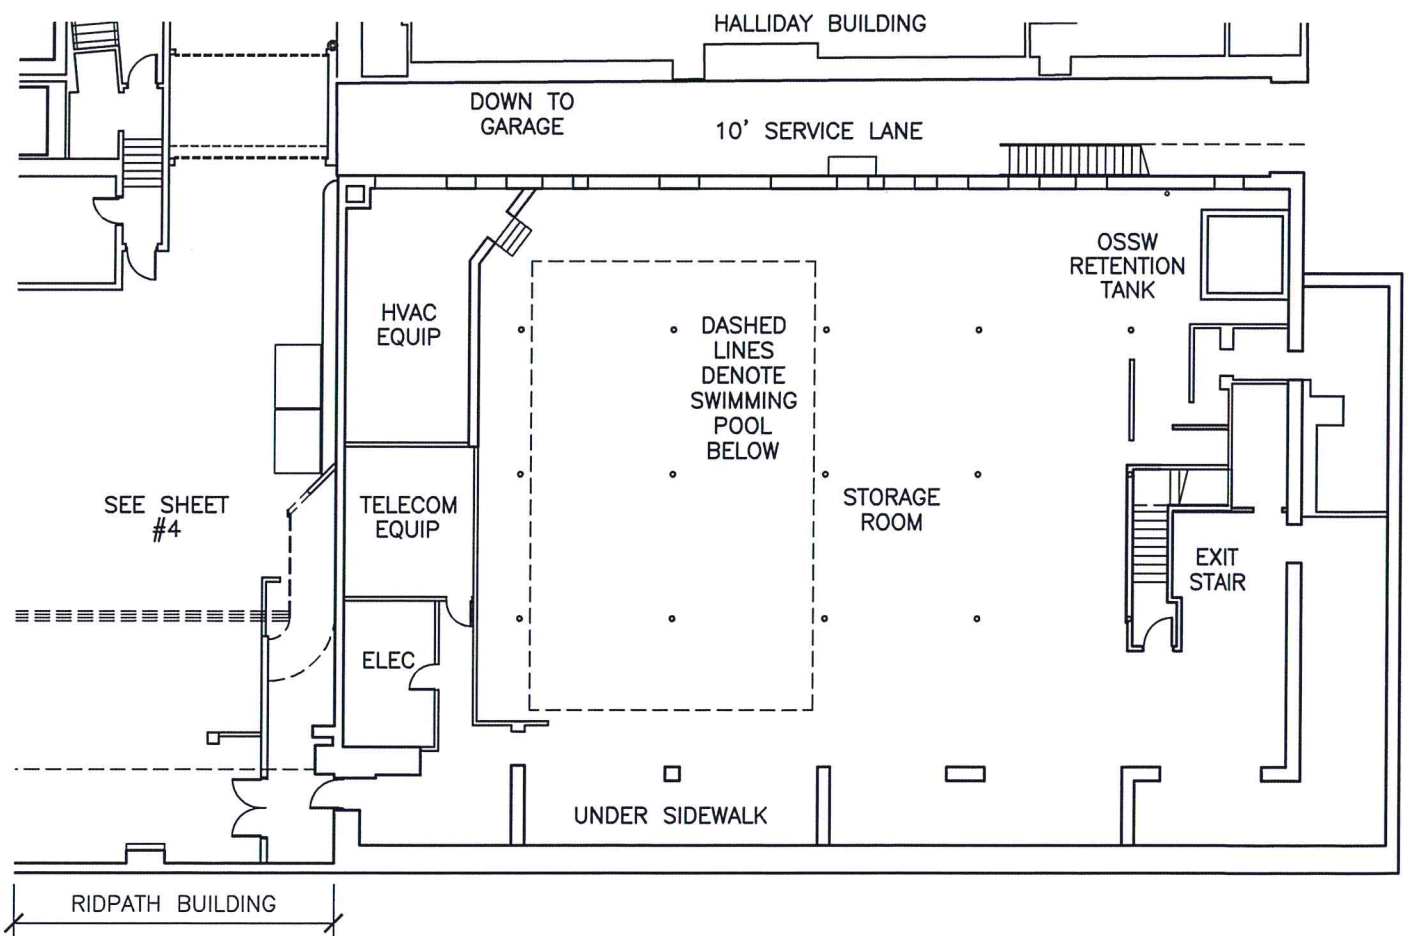 HALLIDAY BUILDING
DOWN TO
GARAGE
10' SERVICE LANE
OSSW
RETENTION
TANK
HVAC
EQUIP
DASHED
LINES
DENOTE
SWIMMING
POOL
BELOW
SEE SHEET
#4
TELECOM
EQUIP
STORAGE
ROOM
EXIT
STAIR
ELEC
UNDER SIDEWALK
RIDPATH BUILDING